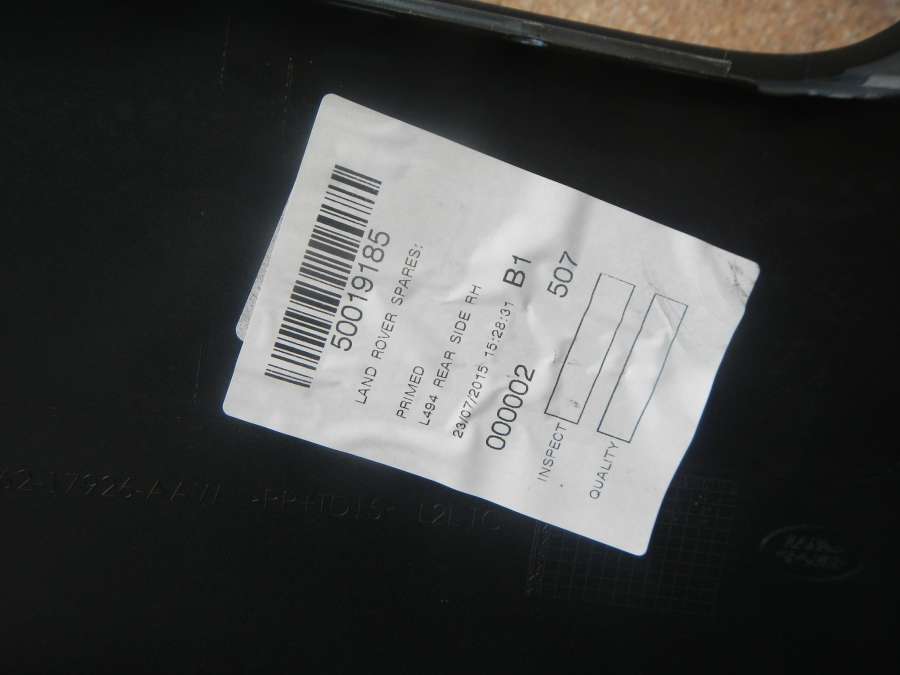 50019185
LAND ROVER SPARES:
PRIMED
L494 REAR SIDE RH
23/07/2015 15:28:31 B1
000002 507
INSPECT
QUALITY